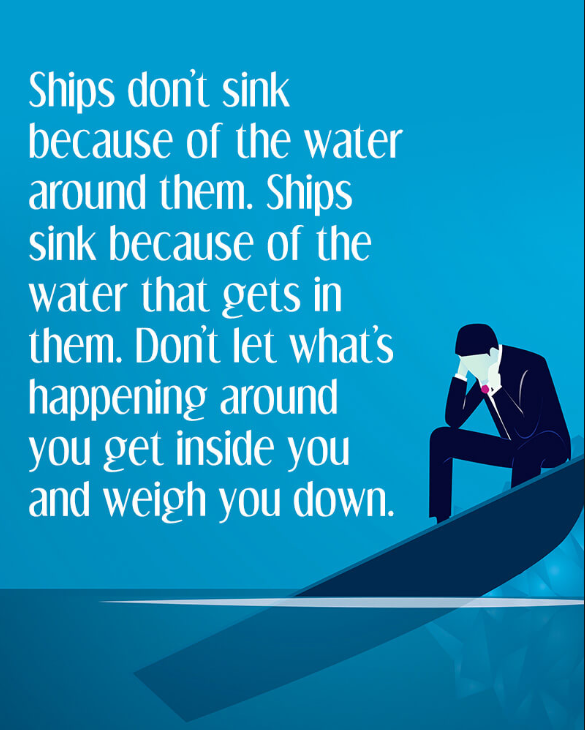 Ships don't sink
because of the water
around them. Ships
sink because of the
water that gets in
them. Don't let what's
happening around
you get inside you
and weigh you down.